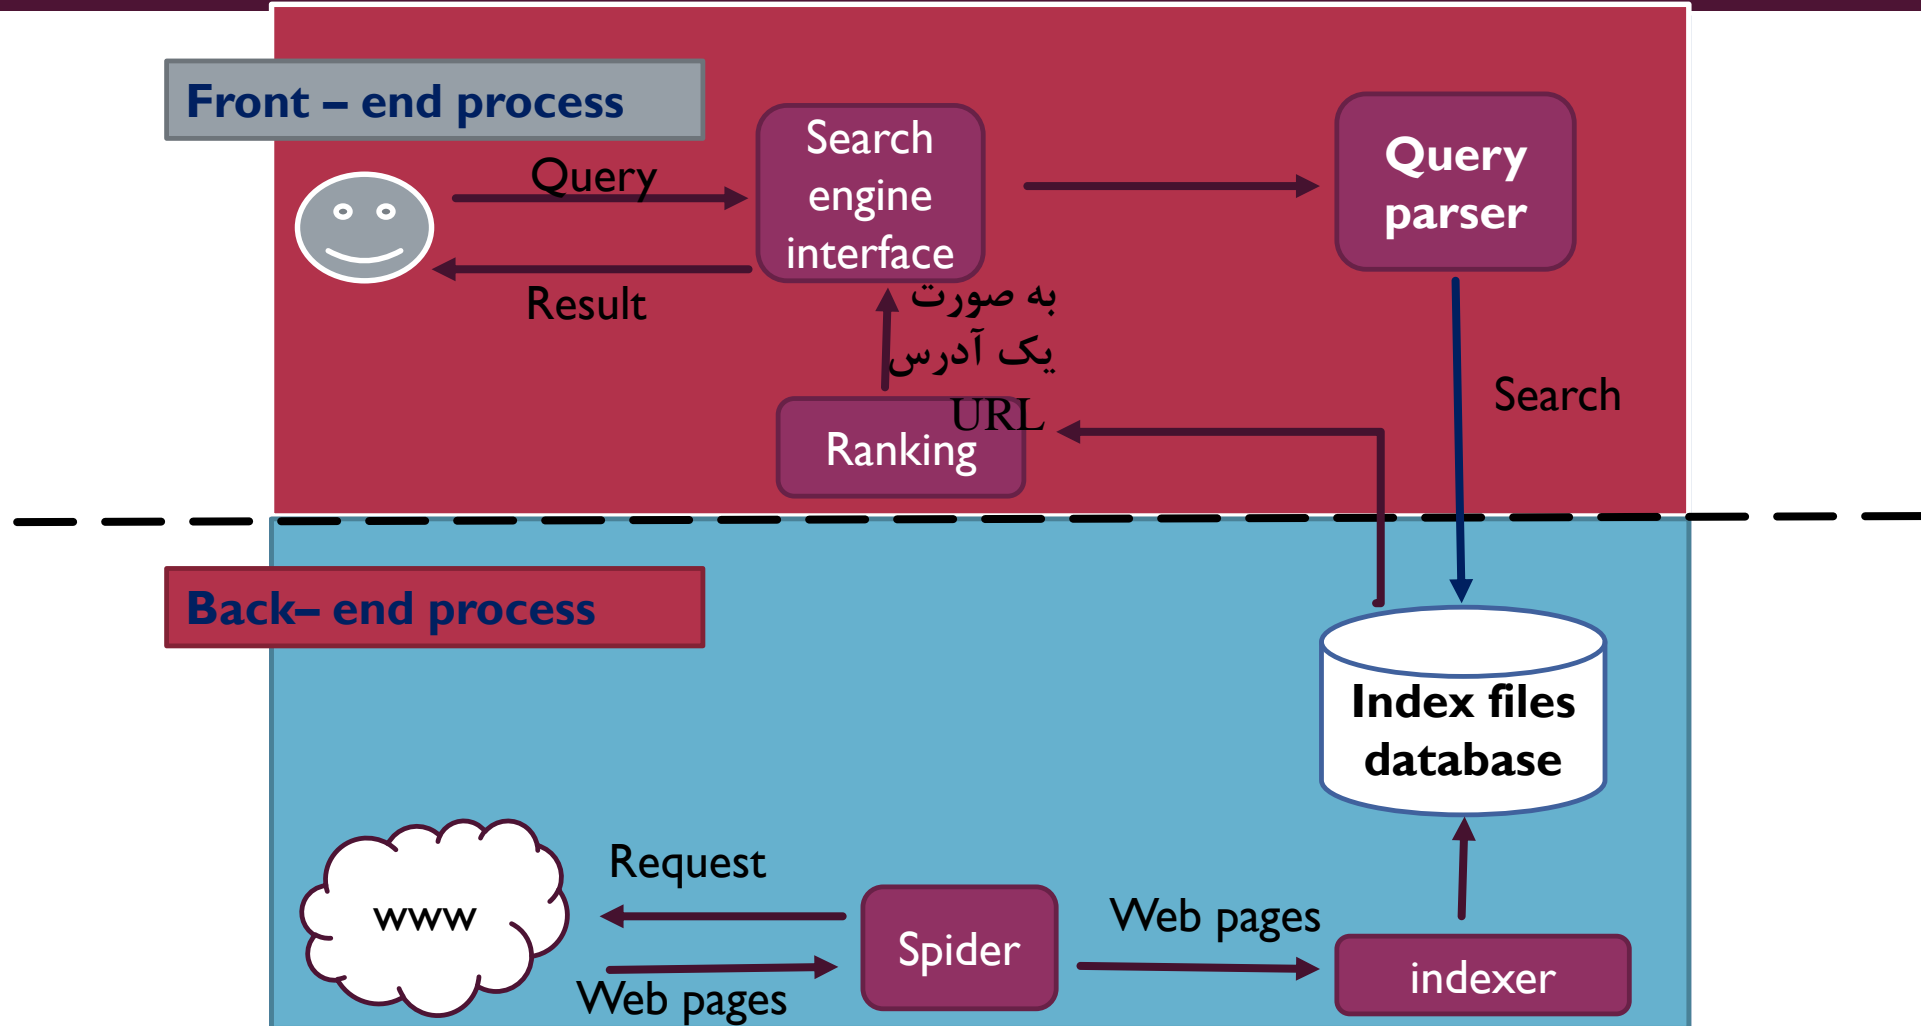 Front – end process
Query
Search
engine
interface
Query
parser
Result
به صورت
یک آدرس
URL
Ranking
Search
Back– end process
Index files
database
Request
www
Web pages
Spider
Web pages
indexer